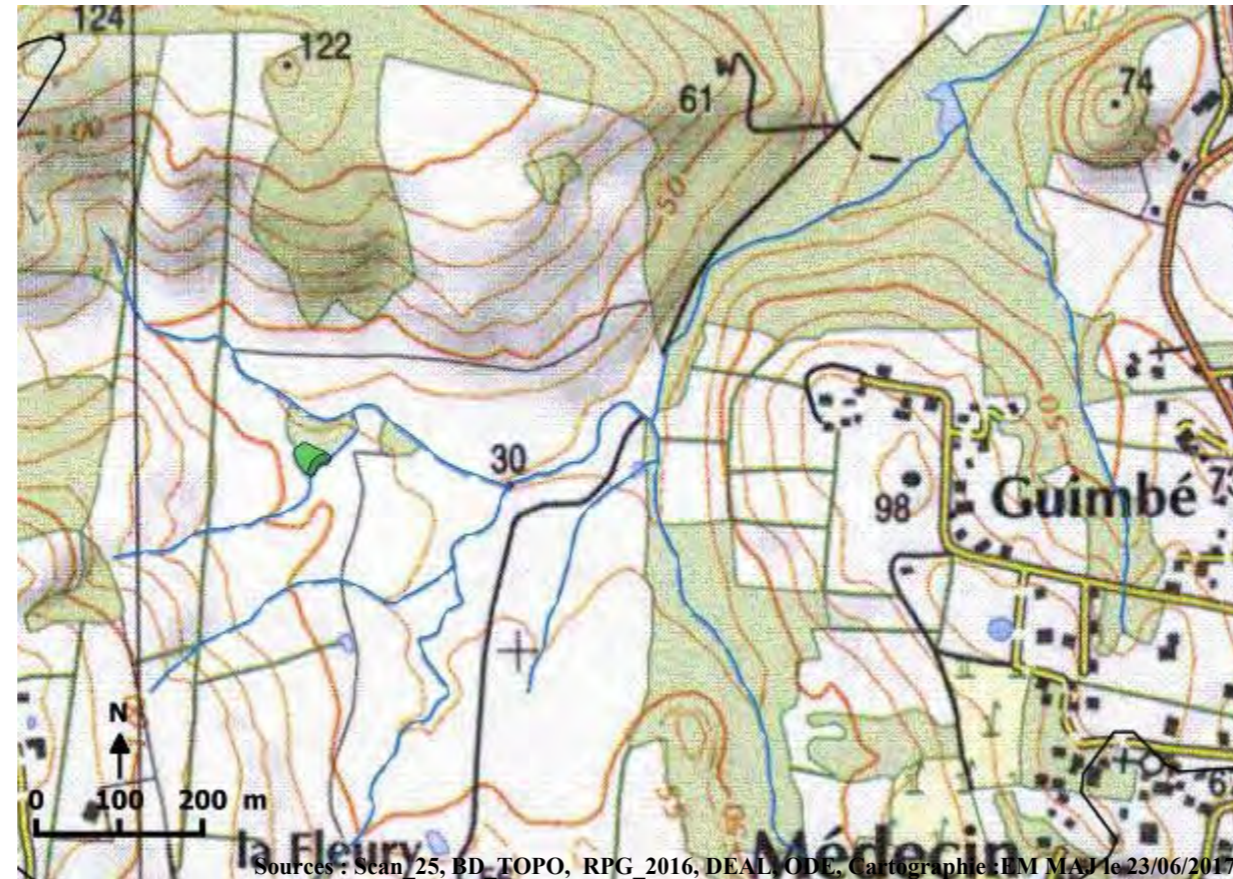 124
122
61
74
50
30
98
Guimbé
50
N
0 100 200 m
la Fleury
Médecin
Sources : Scan_25, BD_TOPO, RPG_2016, DEAL, ODE, Cartographie :EM MAJ le 23/06/2017